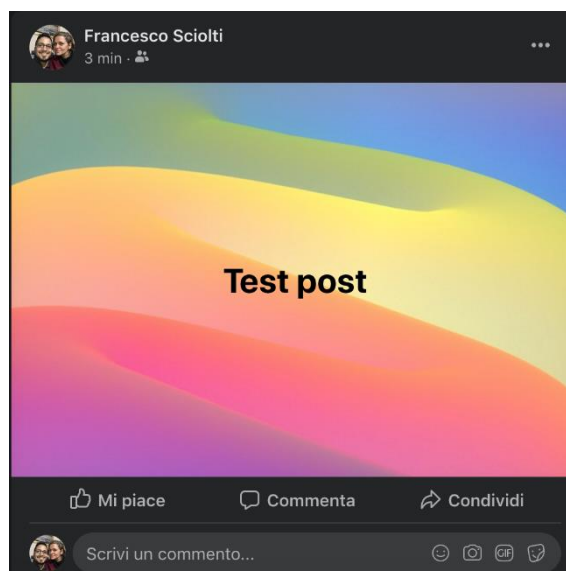 Francesco Sciolti
3 min ·
Test post
Mi piace
Commenta
Condividi
Scrivi un commento...
GIF